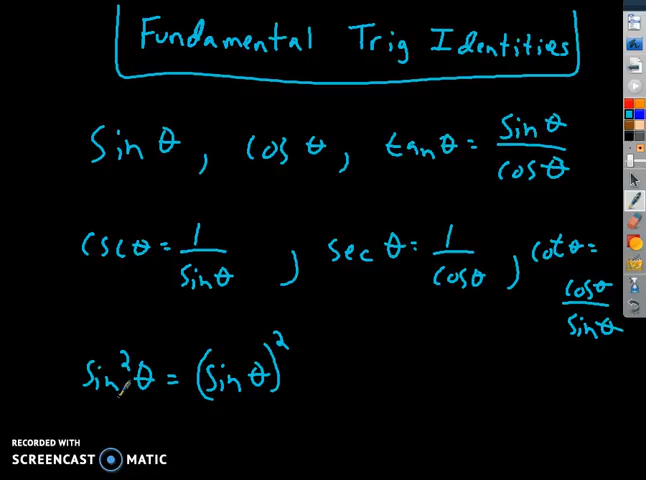 Fundamental Trig Identities
Sin θ , cos θ , tan θ = sin θ / cos θ
csc θ = 1 / sin θ , sec θ = 1 / cos θ , cot θ = cos θ / sin θ
sin² θ = (sin θ)²
RECORDED WITH
SCREENCAST MATIC